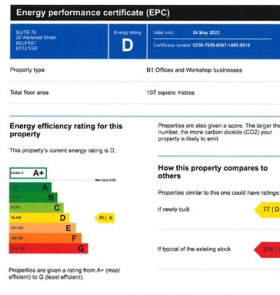 Energy performance certificate (EPC)
SUITE 76
20 Wellwood Street
BELFAST
BT12 5GE
Energy rating
D
Valid until:
26 May 2023
Certificate number:
Property type
B1 Offices and Workshop businesses
Total floor area
107 square metres
Energy efficiency rating for this
property
This property's current energy rating is D.
Properties are also given a score. The larger the
number, the more carbon dioxide (CO2) your
property is likely to emit.
How this property compares to
others
Properties similar to this one could have ratings:
If newly built
77 | D
If typical of the existing stock
A+
A
B
C
D
E
F
G
Net zero CO2
Properties are given a rating from A+ (most
efficient) to G (least efficient).